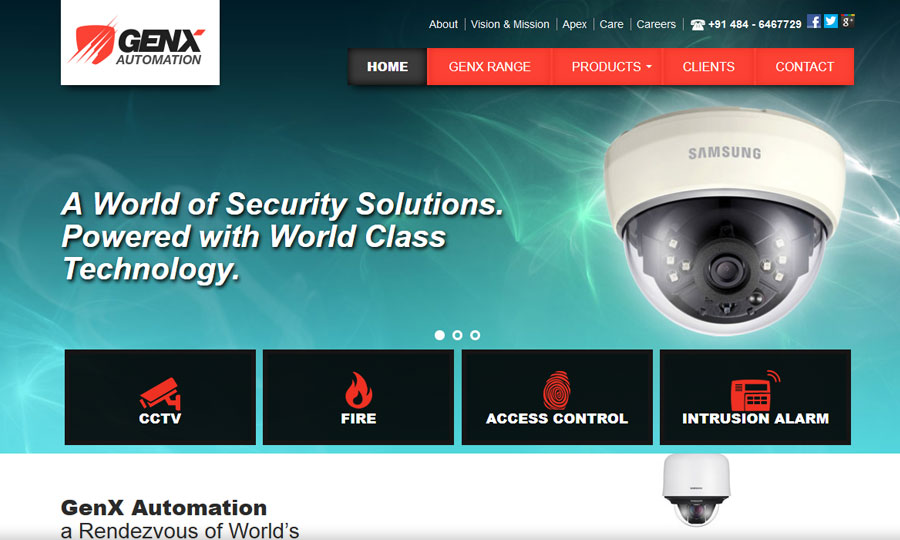 GENX
AUTOMATION
About Vision & Mission Apex Care Careers +91 484 - 6467729
HOME GENX RANGE PRODUCTS CLIENTS CONTACT
SAMSUNG
A World of Security Solutions.
Powered with World Class
Technology.
CCTV FIRE ACCESS CONTROL INTRUSION ALARM
SAMSUNG
GenX Automation
a Rendezvous of World’s